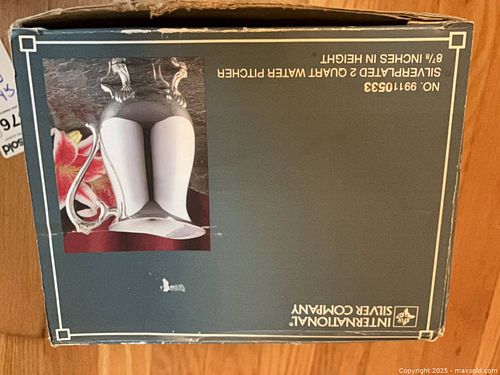 NO. 99110533
SILVERPLATED 2 QUART WATER PITCHER
8⅞ INCHES IN HEIGHT
INTERNATIONAL®
SILVER COMPANY
Copyright © 2025 - maxsold.com